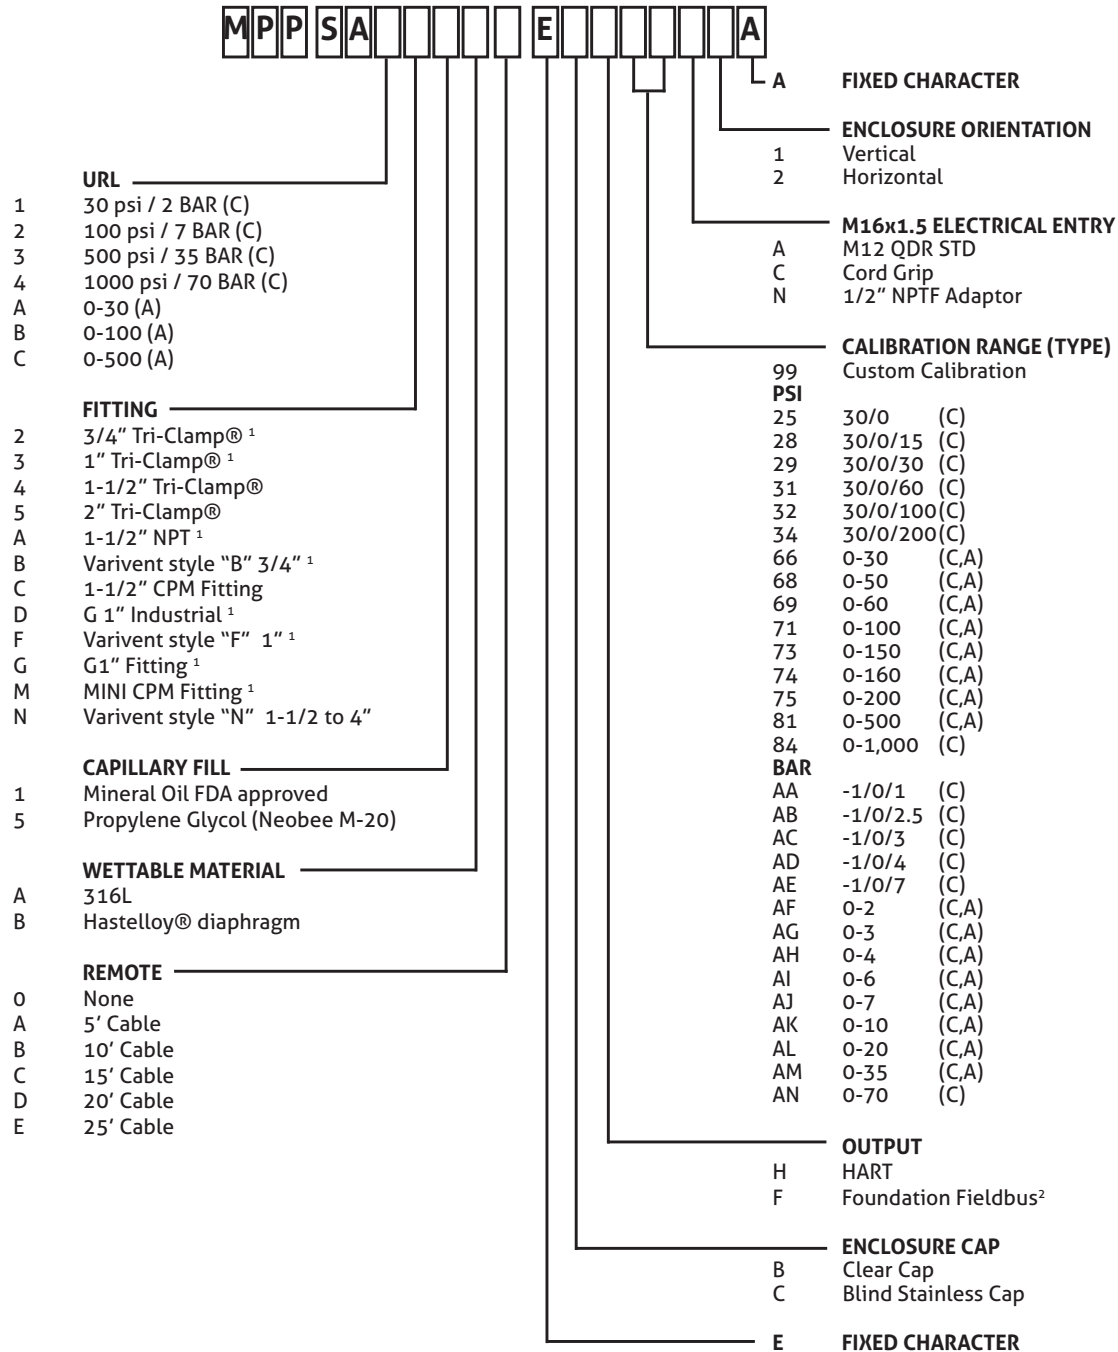 MPP SA E A
URL
1 30 psi / 2 BAR (C)
2 100 psi / 7 BAR (C)
3 500 psi / 35 BAR (C)
4 1000 psi / 70 BAR (C)
A 0-30 (A)
B 0-100 (A)
C 0-500 (A)
FITTING
2 3/4” Tri-Clamp® ¹
3 1” Tri-Clamp® ¹
4 1-1/2” Tri-Clamp®
5 2” Tri-Clamp®
A 1-1/2” NPT ¹
B Varivent style “B” 3/4” ¹
C 1-1/2” CPM Fitting
D G 1” Industrial ¹
F Varivent style “F” 1” ¹
G G1” Fitting ¹
M MINI CPM Fitting ¹
N Varivent style “N” 1-1/2 to 4”
CAPILLARY FILL
1 Mineral Oil FDA approved
5 Propylene Glycol (Neobee M-20)
WETTABLE MATERIAL
A 316L
B Hastelloy® diaphragm
REMOTE
0 None
A 5’ Cable
B 10’ Cable
C 15’ Cable
D 20’ Cable
E 25’ Cable
A FIXED CHARACTER
ENCLOSURE ORIENTATION
1 Vertical
2 Horizontal
M16x1.5 ELECTRICAL ENTRY
A M12 QDR STD
C Cord Grip
N 1/2” NPTF Adaptor
CALIBRATION RANGE (TYPE)
99 Custom Calibration
PSI
25 30/0 (C)
28 30/0/15 (C)
29 30/0/30 (C)
31 30/0/60 (C)
32 30/0/100 (C)
34 30/0/200 (C)
66 0-30 (C,A)
68 0-50 (C,A)
69 0-60 (C,A)
71 0-100 (C,A)
73 0-150 (C,A)
74 0-160 (C,A)
75 0-200 (C,A)
81 0-500 (C,A)
84 0-1,000 (C)
BAR
AA -1/0/1 (C)
AB -1/0/2.5 (C)
AC -1/0/3 (C)
AD -1/0/4 (C)
AE -1/0/7 (C)
AF 0-2 (C,A)
AG 0-3 (C,A)
AH 0-4 (C,A)
AI 0-6 (C,A)
AJ 0-7 (C,A)
AK 0-10 (C,A)
AL 0-20 (C,A)
AM 0-35 (C,A)
AN 0-70 (C)
OUTPUT
H HART
F Foundation Fieldbus²
ENCLOSURE CAP
B Clear Cap
C Blind Stainless Cap
E FIXED CHARACTER